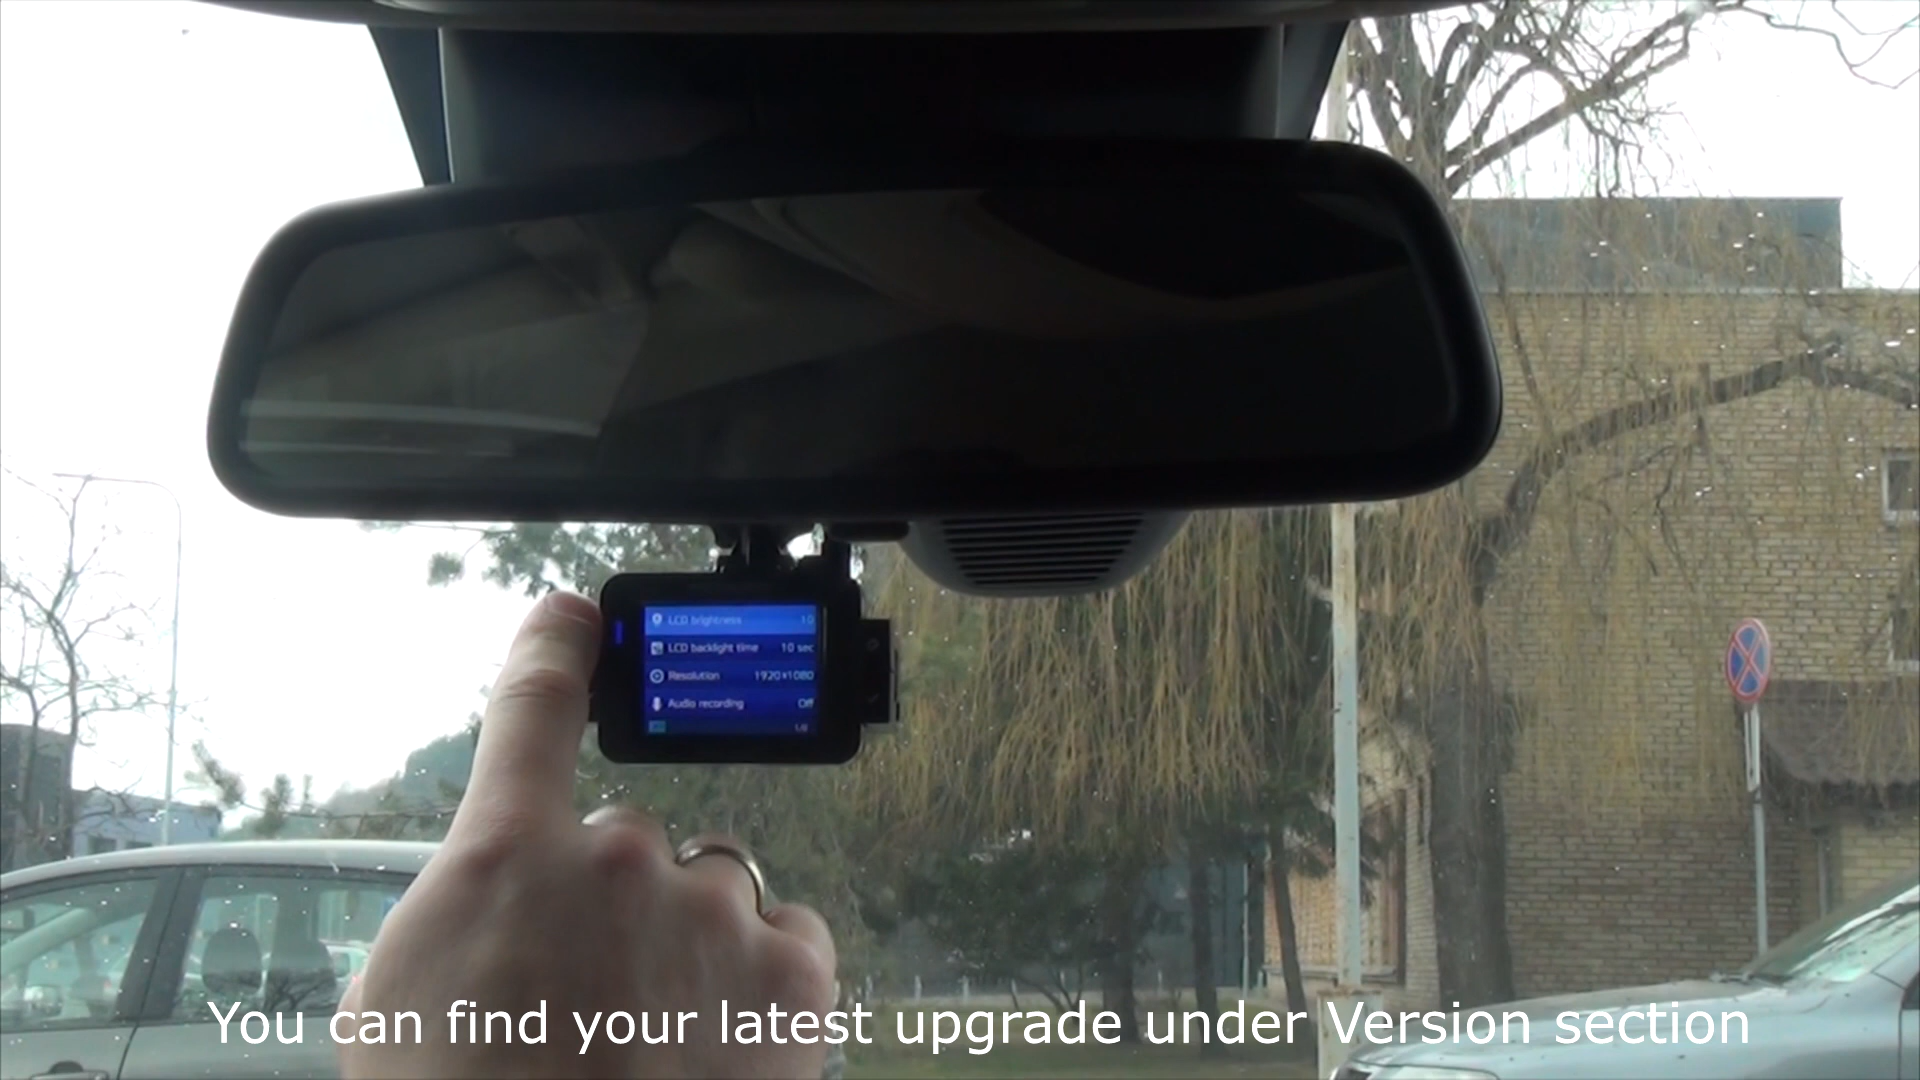 LCD brightness 10
LCD backlight time 10 sec
Resolution 1920*1080
Audio recording Off
You can find your latest upgrade under Version section